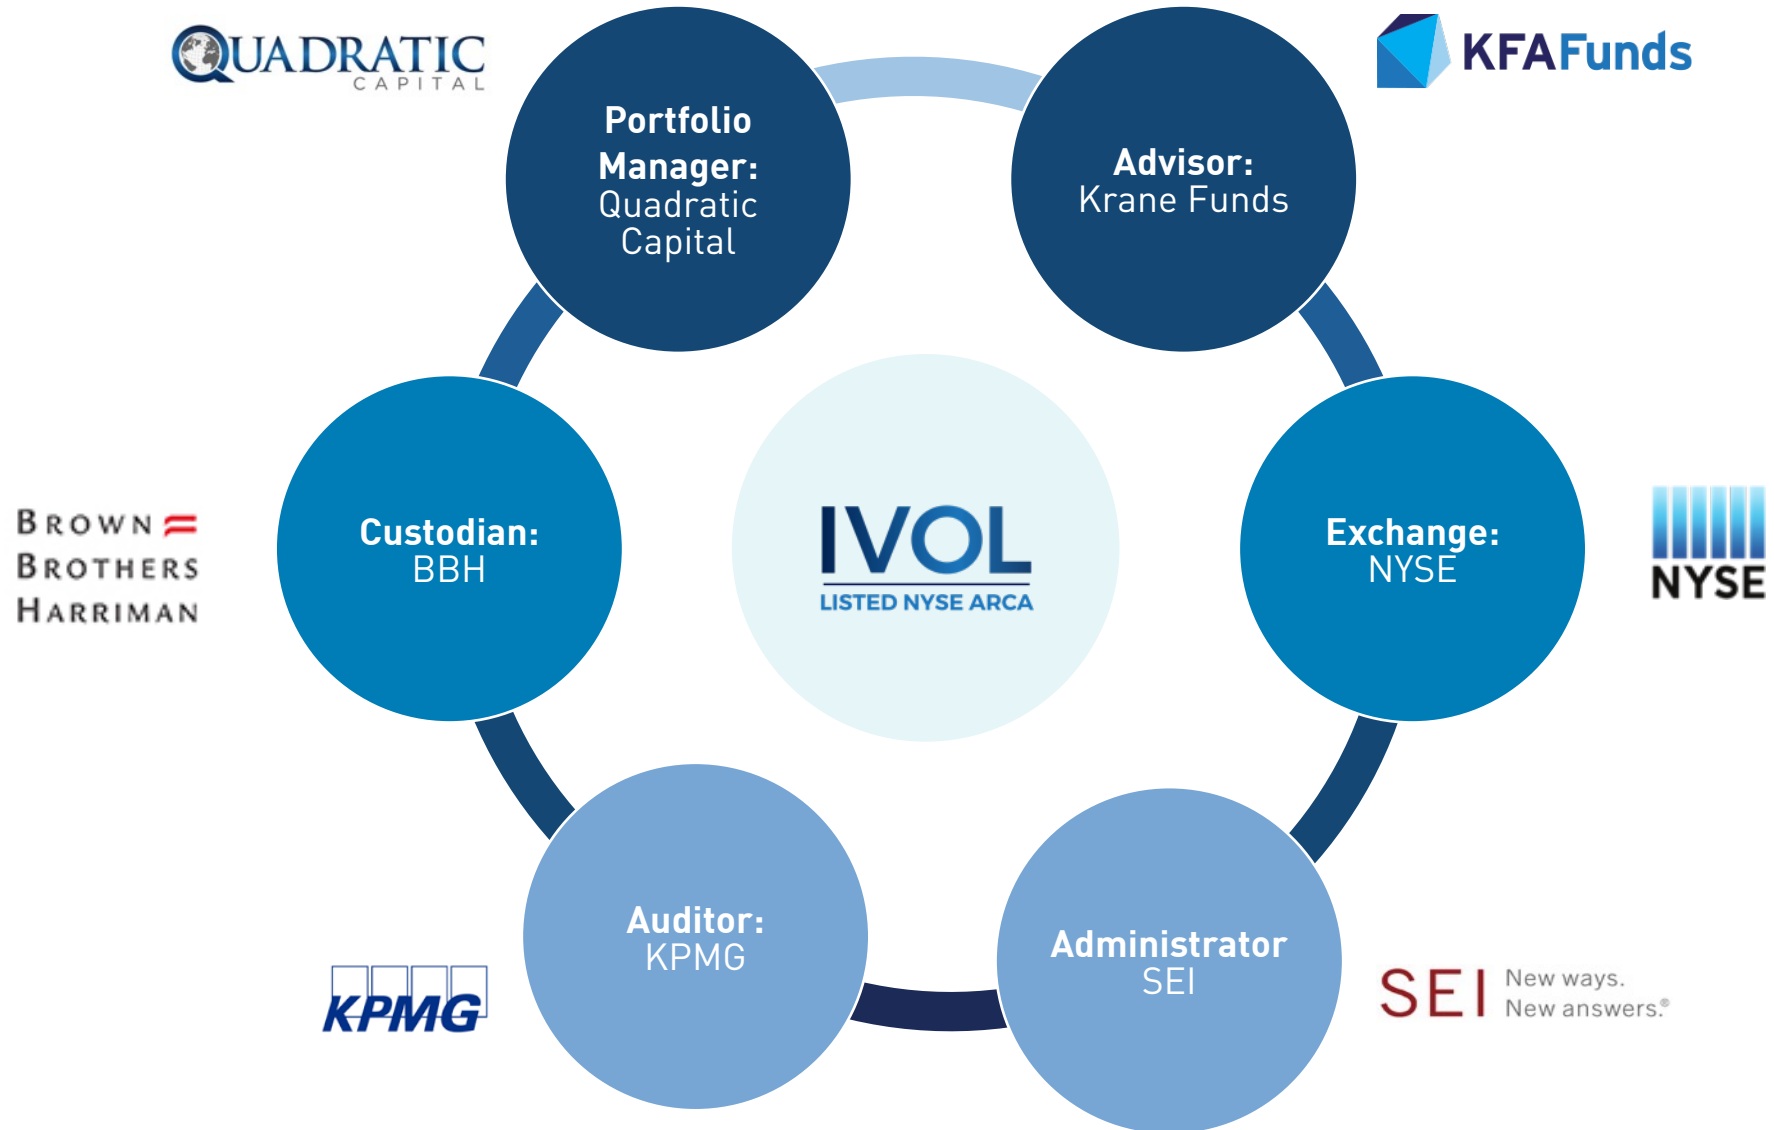 QUADRATIC
CAPITAL
KFAFunds
Portfolio
Manager:
Quadratic
Capital
Advisor:
Krane Funds
BROWN
BROTHERS
HARRIMAN
Custodian:
BBH
IVOL
LISTED NYSE ARCA
Exchange:
NYSE
NYSE
Auditor:
KPMG
Administrator
SEI
KPMG
SEI
New ways.
New answers.®